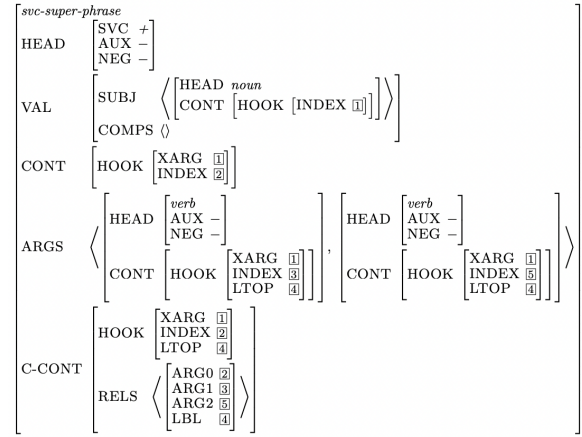 svc-super-phrase
HEAD [SVC +
AUX −
NEG −]
VAL [SUBJ ⟨[HEAD noun
CONT [HOOK [INDEX 1]]]⟩
COMPS ⟨⟩]
CONT [HOOK [XARG 1
INDEX 2]]
ARGS ⟨[HEAD [verb
AUX −
NEG −]
CONT [HOOK [XARG 1
INDEX 3
LTOP 4]]], [HEAD [verb
AUX −
NEG −]
CONT [HOOK [XARG 1
INDEX 5
LTOP 4]]]⟩
C-CONT [HOOK [XARG 1
INDEX 2
LTOP 4]
RELS ⟨[ARG0 2
ARG1 3
ARG2 5
LBL 4]⟩]